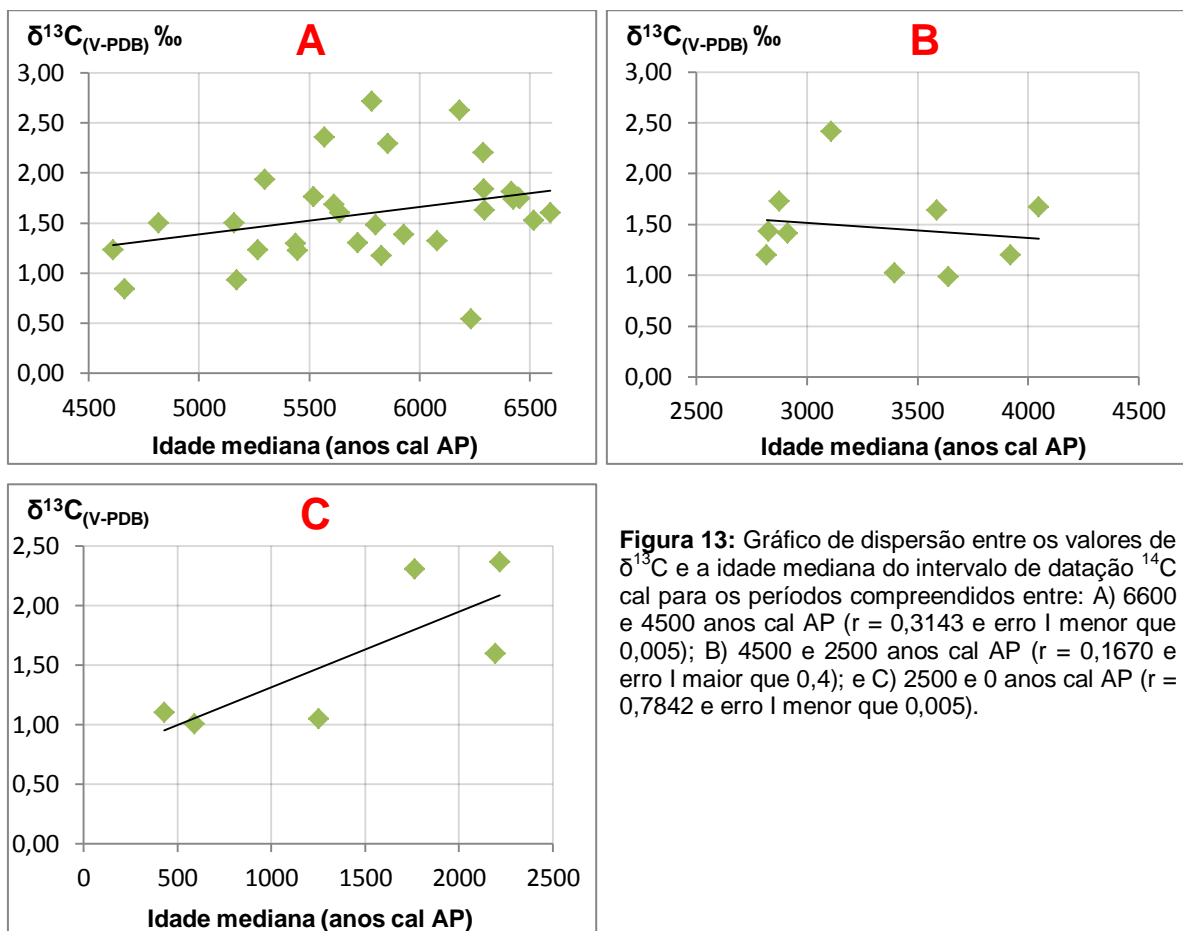 δ¹³C(V-PDB) ‰
A
3,00
2,50
2,00
1,50
1,00
0,50
0,00
4500 5000 5500 6000 6500
Idade mediana (anos cal AP)
δ¹³C(V-PDB) ‰
B
3,00
2,50
2,00
1,50
1,00
0,50
0,00
2500 3000 3500 4000 4500
Idade mediana (anos cal AP)
δ¹³C(V-PDB)
C
2,50
2,00
1,50
1,00
0,50
0,00
0 500 1000 1500 2000 2500
Idade mediana (anos cal AP)
Figura 13: Gráfico de dispersão entre os valores de
δ¹³C e a idade mediana do intervalo de datação ¹⁴C
cal para os períodos compreendidos entre: A) 6600
e 4500 anos cal AP (r = 0,3143 e erro I menor que
0,005); B) 4500 e 2500 anos cal AP (r = 0,1670 e
erro I maior que 0,4); e C) 2500 e 0 anos cal AP (r =
0,7842 e erro I menor que 0,005).